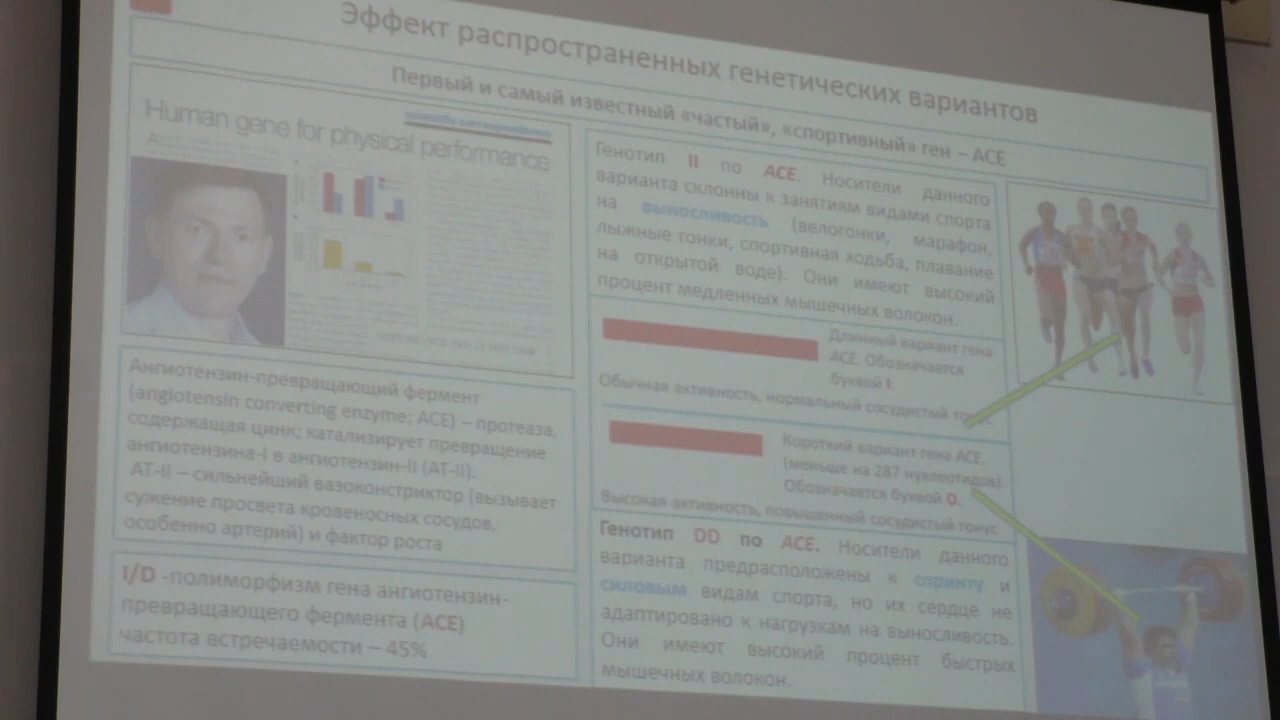 Эффект распространенных генетических вариантов
Первый и самый известный «частый», «спортивный» ген – ACE
scientific correspondence
Human gene for physical performance
Ангиотензин-превращающий фермент
(angiotensin converting enzyme; ACE) – протеаза,
содержащая цинк; катализирует превращение
ангиотензина-I в ангиотензин-II (AT-II).
AT-II – сильнейший вазоконстриктор (вызывает
сужение просвета кровеносных сосудов,
особенно артерий) и фактор роста
I/D -полиморфизм гена ангиотензин-
превращающего фермента (ACE)
частота встречаемости – 45%
Генотип II по ACE. Носители данного
варианта склонны к занятиям видами спорта
на выносливость (велогонки, марафон,
лыжные гонки, спортивная ходьба, плавание
на открытой воде). Они имеют высокий
процент медленных мышечных волокон.
Длинный вариант гена
ACE. Обозначается
буквой I.
Обычная активность, нормальный сосудистый
Короткий вариант гена ACE,
(меньше на 287 нуклеотидов).
Обозначается буквой D.
Высокая активность, повышенный сосудистый тонус
Генотип DD по ACE. Носители данного
варианта предрасположены к спринту и
силовым видам спорта, но их сердце не
адаптировано к нагрузкам на выносливость.
Они имеют высокий процент быстрых
мышечных волокон.